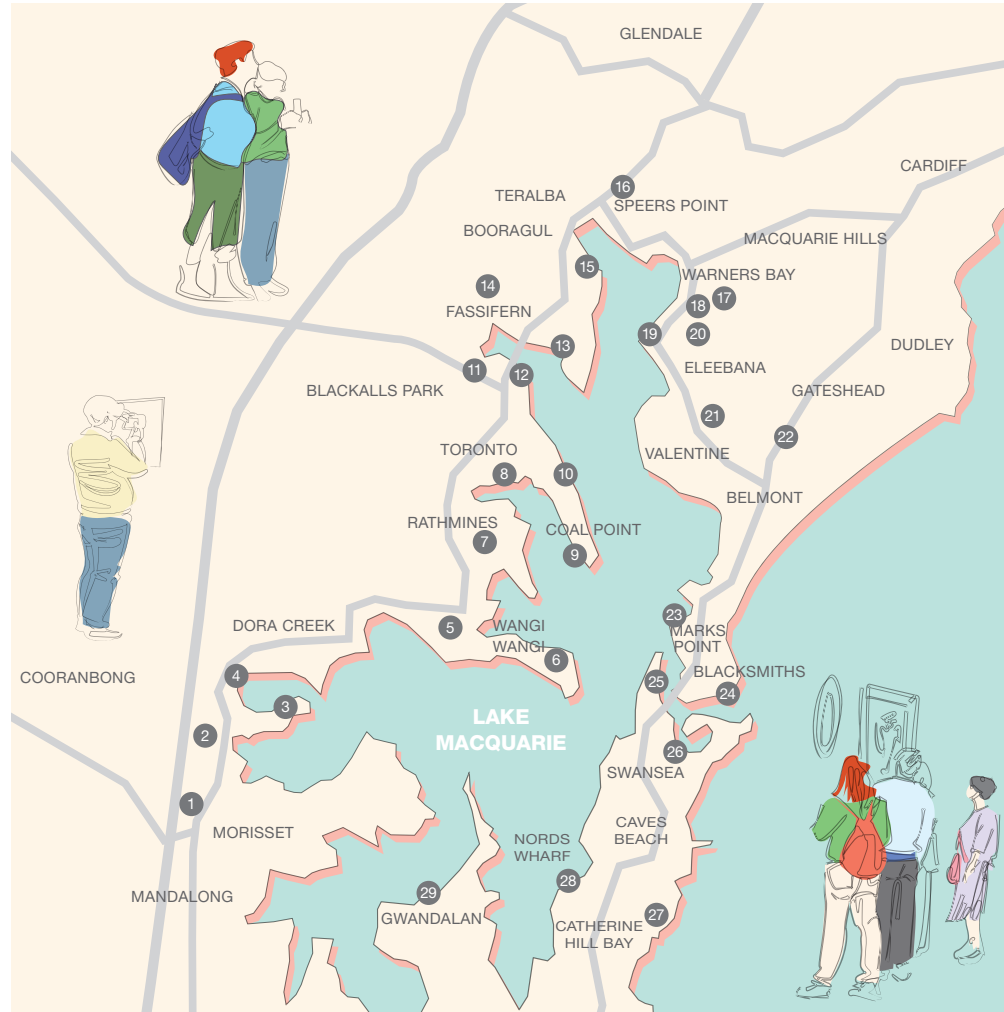 GLENDALE
CARDIFF
16
TERALBA
SPEERS POINT
BOORAGUL
MACQUARIE HILLS
15
WARNERS BAY
14
17
18
FASSIFERN
19
20
13
DUDLEY
12
11
ELEEBANA
BLACKALLS PARK
GATESHEAD
21
22
TORONTO
VALENTINE
8
10
BELMONT
RATHMINES
COAL POINT
7
9
23
DORA CREEK
5
WANGI
WANGI
MARKS
POINT
6
COORANBONG
4
BLACKSMITHS
25
24
3
LAKE
MACQUARIE
2
26
SWANSEA
1
MORISSET
CAVES
BEACH
NORDS
WHARF
28
29
MANDALONG
GWANDALAN
27
CATHERINE
HILL BAY